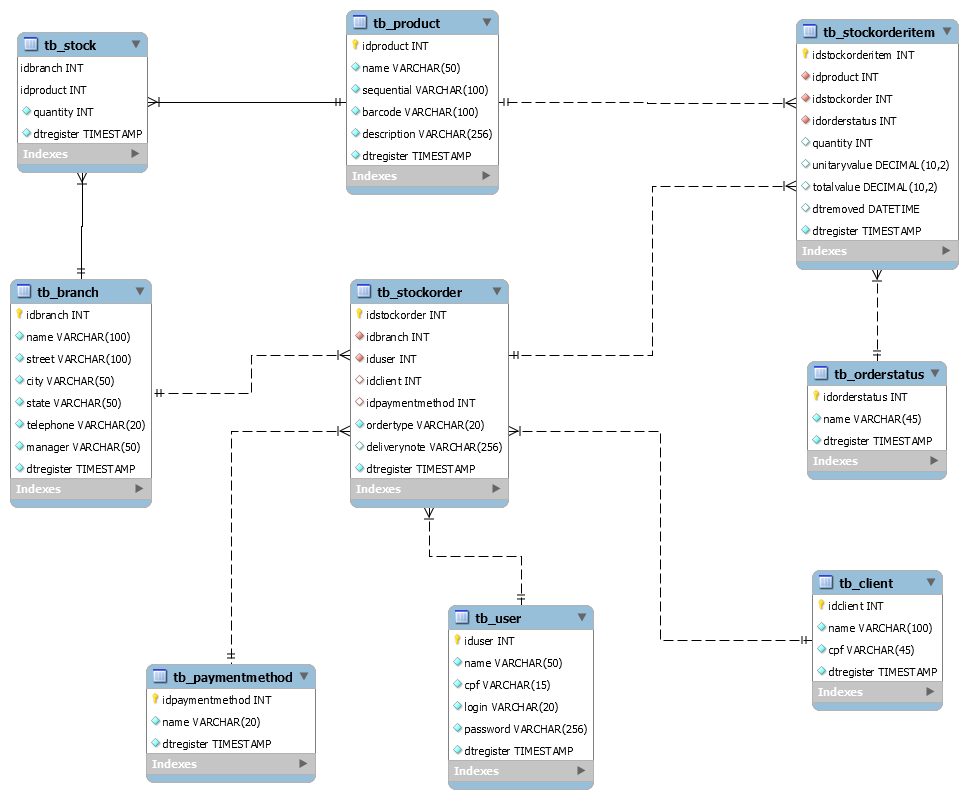 tb_stock
idbranch INT
idproduct INT
quantity INT
dtregister TIMESTAMP
Indexes
tb_product
idproduct INT
name VARCHAR(50)
sequential VARCHAR(100)
barcode VARCHAR(100)
description VARCHAR(256)
dtregister TIMESTAMP
Indexes
tb_stockorderitem
idstockorderitem INT
idproduct INT
idstockorder INT
idorderstatus INT
quantity INT
unitaryvalue DECIMAL(10,2)
totalvalue DECIMAL(10,2)
dtremoved DATETIME
dtregister TIMESTAMP
Indexes
tb_branch
idbranch INT
name VARCHAR(100)
street VARCHAR(100)
city VARCHAR(50)
state VARCHAR(50)
telephone VARCHAR(20)
manager VARCHAR(50)
dtregister TIMESTAMP
Indexes
tb_stockorder
idstockorder INT
idbranch INT
iduser INT
idclient INT
idpaymentmethod INT
ordertype VARCHAR(20)
deliverynote VARCHAR(256)
dtregister TIMESTAMP
Indexes
tb_orderstatus
idorderstatus INT
name VARCHAR(45)
dtregister TIMESTAMP
Indexes
tb_client
idclient INT
name VARCHAR(100)
cpf VARCHAR(45)
dtregister TIMESTAMP
Indexes
tb_user
iduser INT
name VARCHAR(50)
cpf VARCHAR(15)
login VARCHAR(20)
password VARCHAR(256)
dtregister TIMESTAMP
Indexes
tb_paymentmethod
idpaymentmethod INT
name VARCHAR(20)
dtregister TIMESTAMP
Indexes